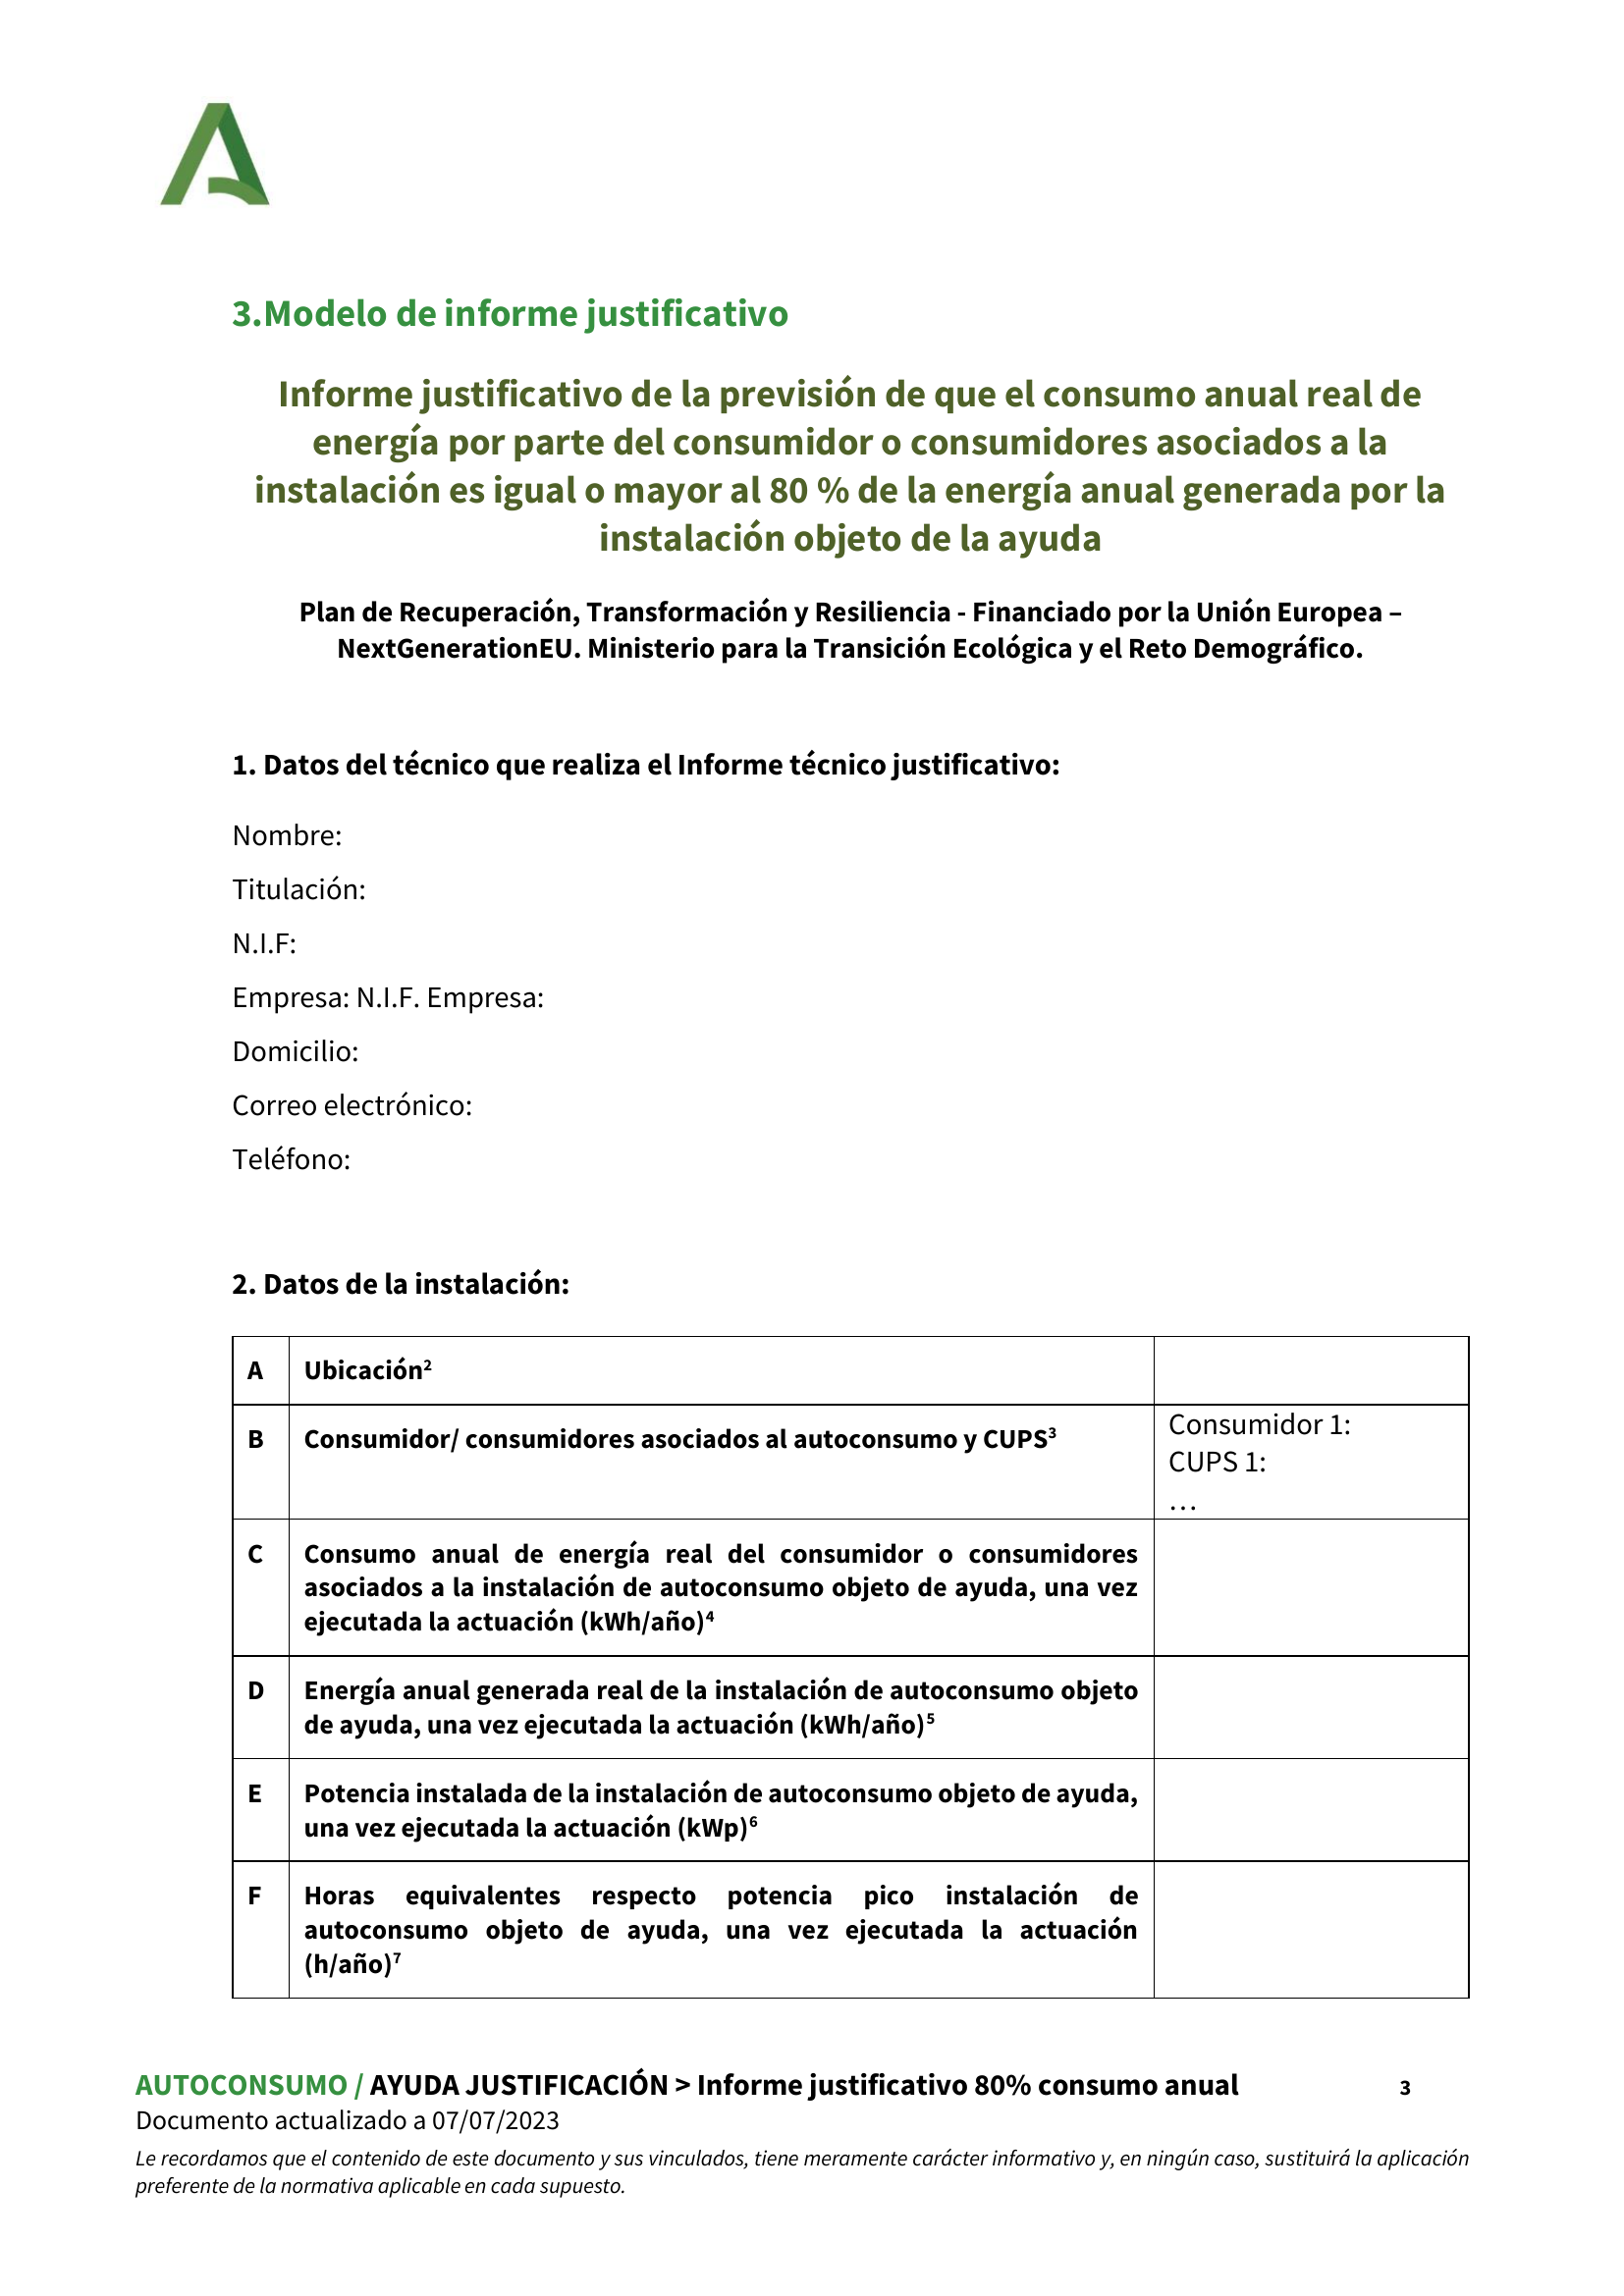 3.Modelo de informe justificativo
Informe justificativo de la previsión de que el consumo anual real de
energía por parte del consumidor o consumidores asociados a la
instalación es igual o mayor al 80 % de la energía anual generada por la
instalación objeto de la ayuda
Plan de Recuperación, Transformación y Resiliencia - Financiado por la Unión Europea –
NextGenerationEU. Ministerio para la Transición Ecológica y el Reto Demográfico.
1. Datos del técnico que realiza el Informe técnico justificativo:
Nombre:
Titulación:
N.I.F:
Empresa: N.I.F. Empresa:
Domicilio:
Correo electrónico:
Teléfono:
2. Datos de la instalación:
A Ubicación²
B Consumidor/ consumidores asociados al autoconsumo y CUPS³
Consumidor 1:
CUPS 1:
…
C Consumo anual de energía real del consumidor o consumidores
asociados a la instalación de autoconsumo objeto de ayuda, una vez
ejecutada la actuación (kWh/año)⁴
D Energía anual generada real de la instalación de autoconsumo objeto
de ayuda, una vez ejecutada la actuación (kWh/año)⁵
E Potencia instalada de la instalación de autoconsumo objeto de ayuda,
una vez ejecutada la actuación (kWp)⁶
F Horas equivalentes respecto potencia pico instalación de
autoconsumo objeto de ayuda, una vez ejecutada la actuación
(h/año)⁷
AUTOCONSUMO / AYUDA JUSTIFICACIÓN > Informe justificativo 80% consumo anual 3
Documento actualizado a 07/07/2023
Le recordamos que el contenido de este documento y sus vinculados, tiene meramente carácter informativo y, en ningún caso, sustituirá la aplicación
preferente de la normativa aplicable en cada supuesto.